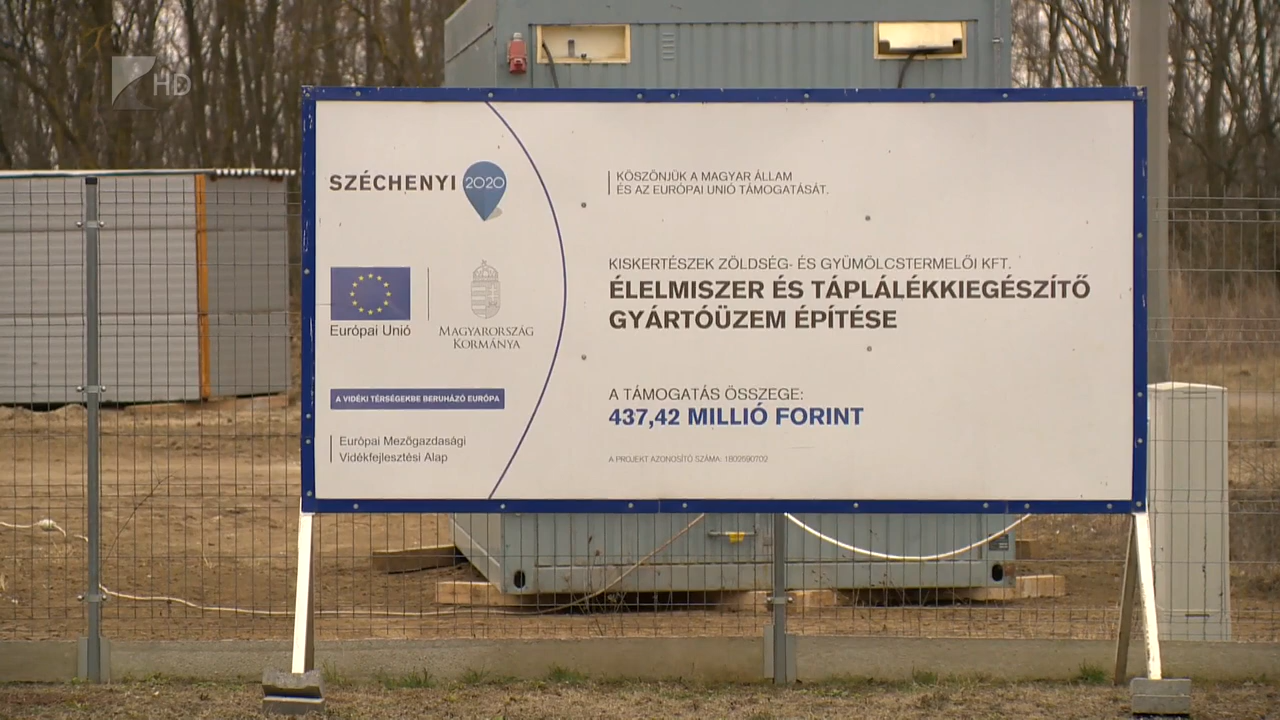 HD
SZÉCHENYI 2020
Európai Unió
MAGYARORSZÁG
KORMÁNYA
A VIDÉKI TÉRSÉGEKBE BERUHÁZÓ EURÓPA
Európai Mezőgazdasági
Vidékfejlesztési Alap
KÖSZÖNJÜK A MAGYAR ÁLLAM
ÉS AZ EURÓPAI UNIÓ TÁMOGATÁSÁT.
KISKERTÉSZEK ZÖLDSÉG- ÉS GYÜMÖLCSTERMELŐI KFT.
ÉLELMISZER ÉS TÁPLÁLÉKKIEGÉSZÍTŐ
GYÁRTÓÜZEM ÉPÍTÉSE
A TÁMOGATÁS ÖSSZEGE:
437,42 MILLIÓ FORINT
A PROJEKT AZONOSÍTÓ SZÁMA: 1802690702